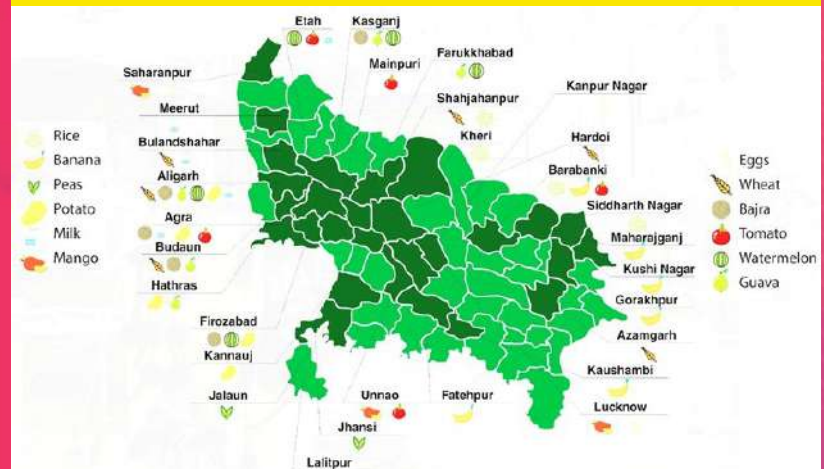 Etah
Kasganj
Mainpuri
Farukkhabad
Saharanpur
Shahjahanpur
Kanpur Nagar
Meerut
Kheri
Hardoi
Bulandshahar
Barabanki
Aligarh
Siddharth Nagar
Agra
Maharajganj
Budaun
Kushi Nagar
Hathras
Gorakhpur
Firozabad
Azamgarh
Kannauj
Kaushambi
Jalaun
Unnao
Fatehpur
Lucknow
Jhansi
Lalitpur
Rice
Banana
Peas
Potato
Milk
Mango
Eggs
Wheat
Bajra
Tomato
Watermelon
Guava